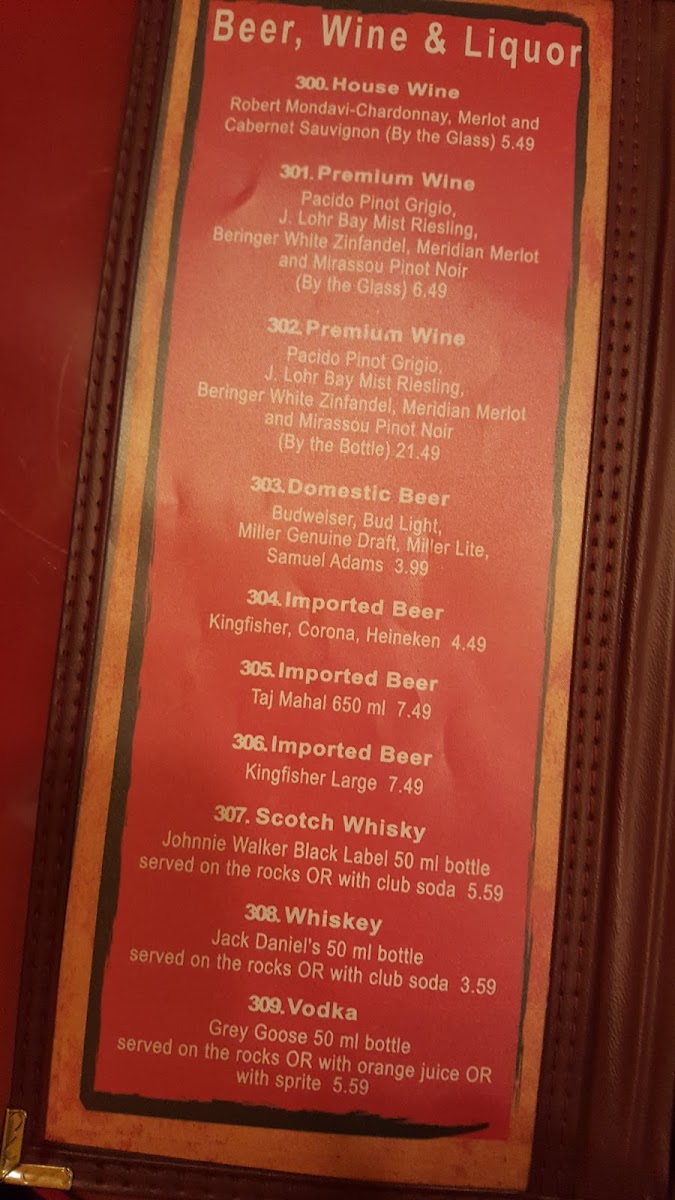 Beer, Wine & Liquor
300. House Wine
Robert Mondavi-Chardonnay, Merlot and
Cabernet Sauvignon (By the Glass) 5.49
301. Premium Wine
Pacido Pinot Grigio,
J. Lohr Bay Mist Riesling,
Beringer White Zinfandel, Meridian Merlot
and Mirassou Pinot Noir
(By the Glass) 6.49
302. Premium Wine
Pacido Pinot Grigio,
J. Lohr Bay Mist Riesling,
Beringer White Zinfandel, Meridian Merlot
and Mirassou Pinot Noir
(By the Bottle) 21.49
303. Domestic Beer
Budweiser, Bud Light,
Miller Genuine Draft, Miller Lite,
Samuel Adams 3.99
304. Imported Beer
Kingfisher, Corona, Heineken 4.49
305. Imported Beer
Taj Mahal 650 ml 7.49
306. Imported Beer
Kingfisher Large 7.49
307. Scotch Whisky
Johnnie Walker Black Label 50 ml bottle
served on the rocks OR with club soda 5.59
308. Whiskey
Jack Daniel's 50 ml bottle
served on the rocks OR with club soda 3.59
309. Vodka
Grey Goose 50 ml bottle
served on the rocks OR with orange juice OR
with sprite 5.59